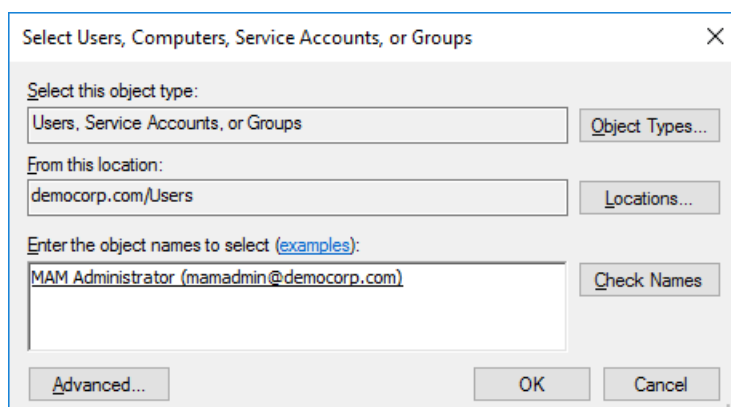 Select Users, Computers, Service Accounts, or Groups
Select this object type:
Users, Service Accounts, or Groups
Object Types...
From this location:
democorp.com/Users
Locations...
Enter the object names to select (examples):
MAM Administrator (mamadmin@democorp.com)
Check Names
Advanced...
OK
Cancel